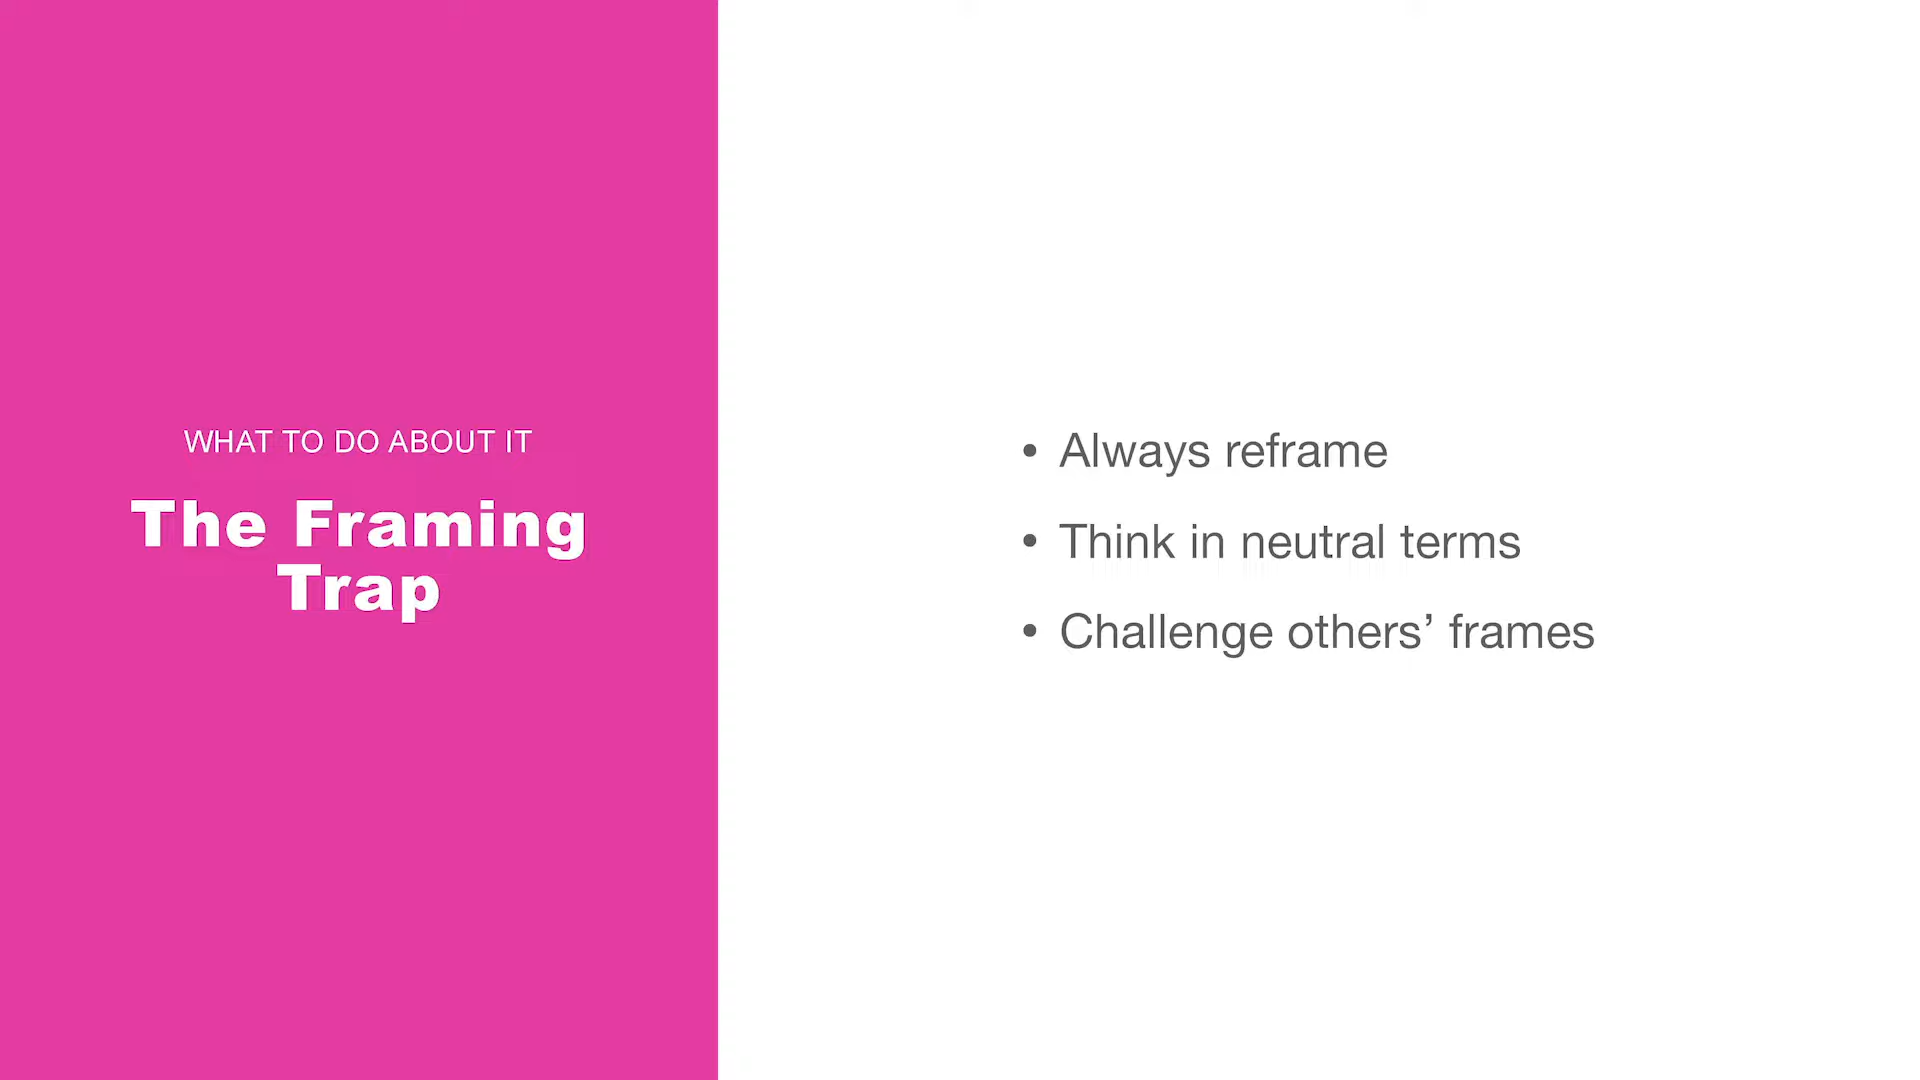 WHAT TO DO ABOUT IT
The Framing
Trap
• Always reframe
• Think in neutral terms
• Challenge others’ frames